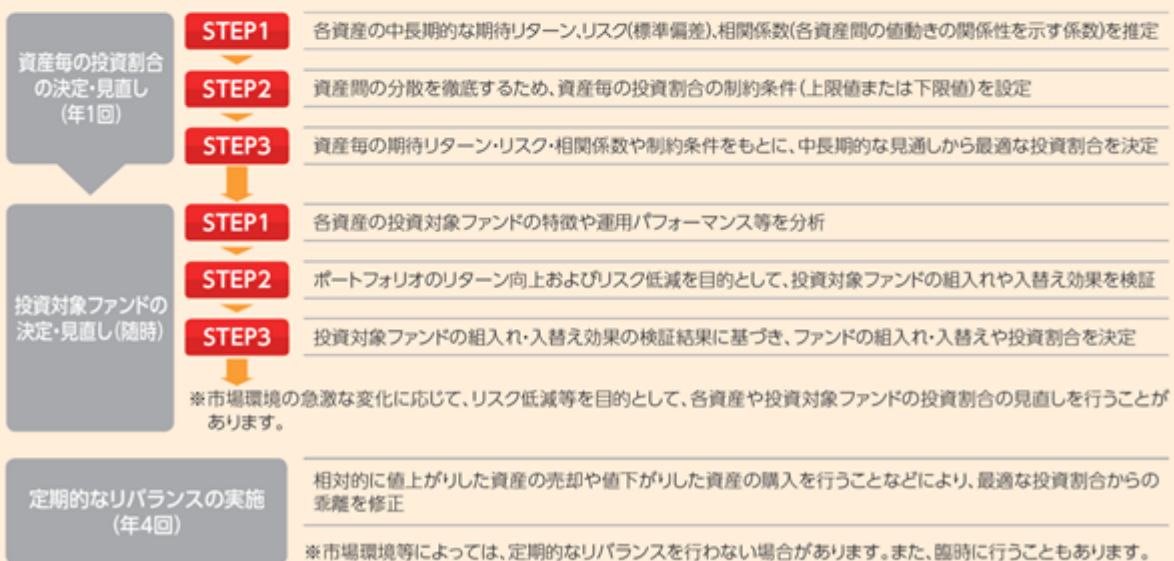 資産毎の投資割合
の決定・見直し
(年1回)
STEP1
各資産の中長期的な期待リターン、リスク(標準偏差)、相関係数(各資産間の値動きの関係性を示す係数)を推定
STEP2
資産間の分散を徹底するため、資産毎の投資割合の制約条件(上限値または下限値)を設定
STEP3
資産毎の期待リターン・リスク・相関係数や制約条件をもとに、中長期的な見通しから最適な投資割合を決定
投資対象ファンドの
決定・見直し(随時)
STEP1
各資産の投資対象ファンドの特徴や運用パフォーマンス等を分析
STEP2
ポートフォリオのリターン向上およびリスク低減を目的として、投資対象ファンドの組入れや入替え効果を検証
STEP3
投資対象ファンドの組入れ・入替え効果の検証結果に基づき、ファンドの組入れ・入替えや投資割合を決定
※市場環境の急激な変化に応じて、リスク低減等を目的として、各資産や投資対象ファンドの投資割合の見直しを行うことが
あります。
定期的なリバランスの実施
(年4回)
相対的に値上がりした資産の売却や値下がりした資産の購入を行うことなどにより、最適な投資割合からの
乖離を修正
※市場環境等によっては、定期的なリバランスを行わない場合があります。また、臨時に行うこともあります。